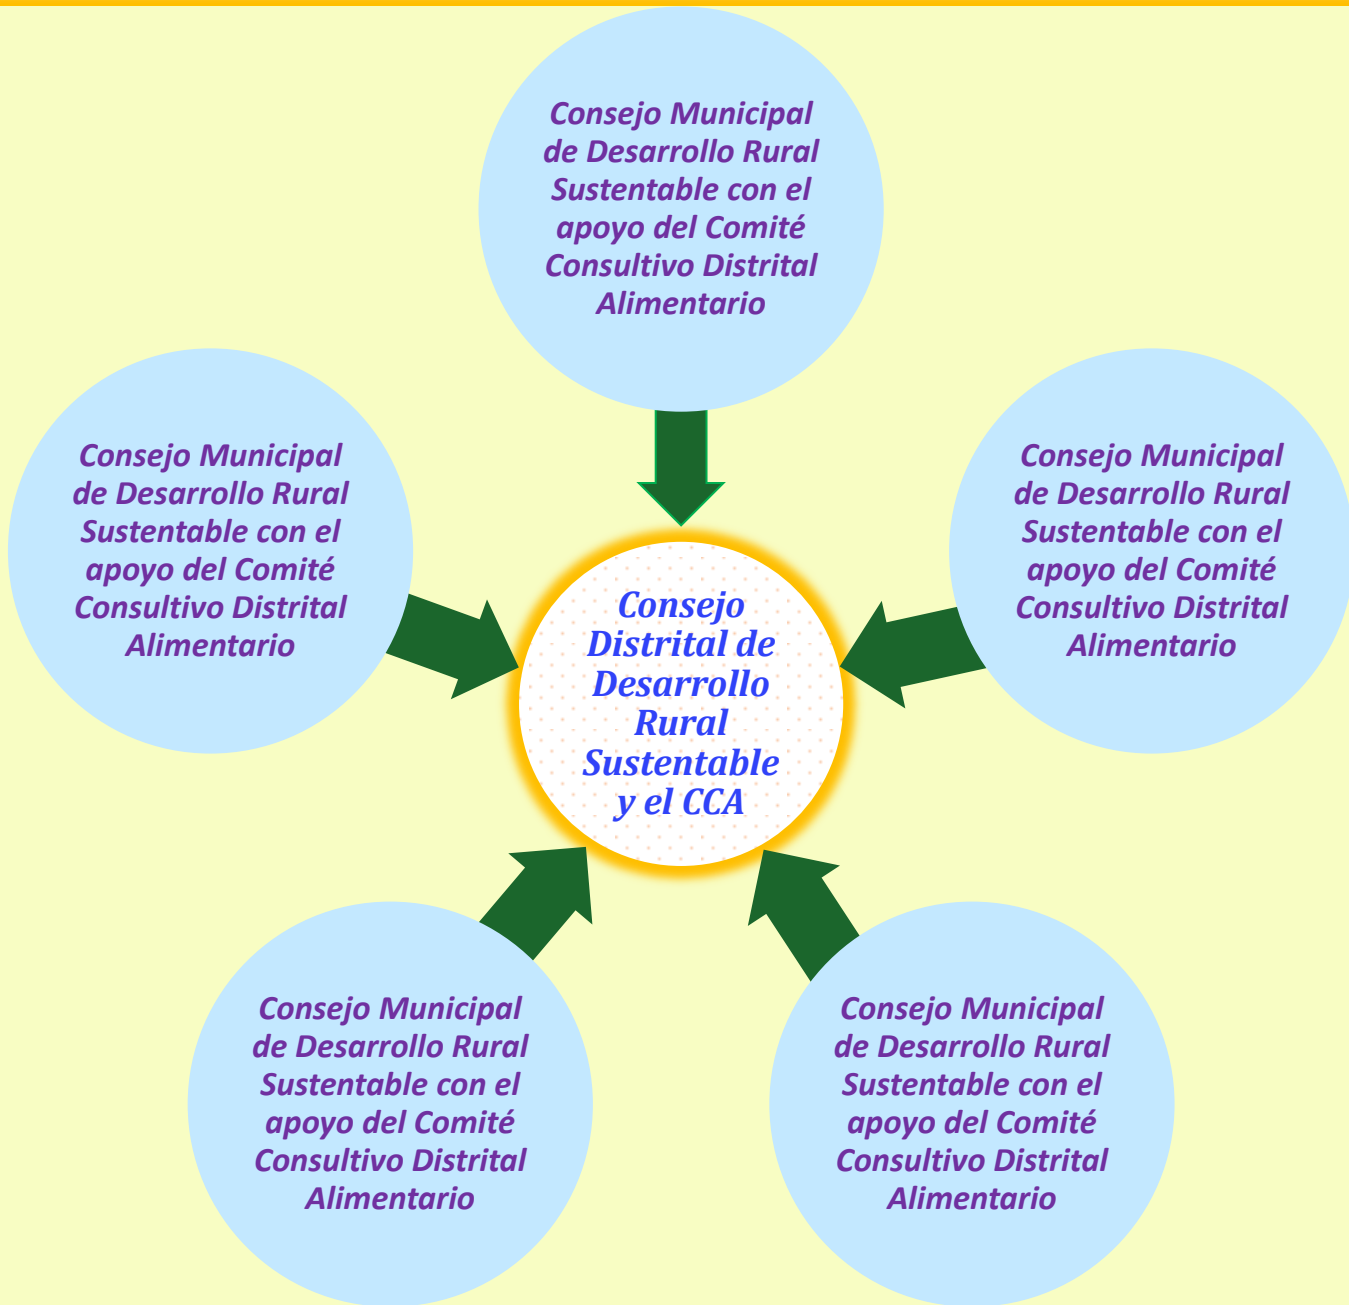 Consejo Municipal
de Desarrollo Rural
Sustentable con el
apoyo del Comité
Consultivo Distrital
Alimentario
Consejo Municipal
de Desarrollo Rural
Sustentable con el
apoyo del Comité
Consultivo Distrital
Alimentario
Consejo Municipal
de Desarrollo Rural
Sustentable con el
apoyo del Comité
Consultivo Distrital
Alimentario
Consejo
Distrital de
Desarrollo
Rural
Sustentable
y el CCA
Consejo Municipal
de Desarrollo Rural
Sustentable con el
apoyo del Comité
Consultivo Distrital
Alimentario
Consejo Municipal
de Desarrollo Rural
Sustentable con el
apoyo del Comité
Consultivo Distrital
Alimentario